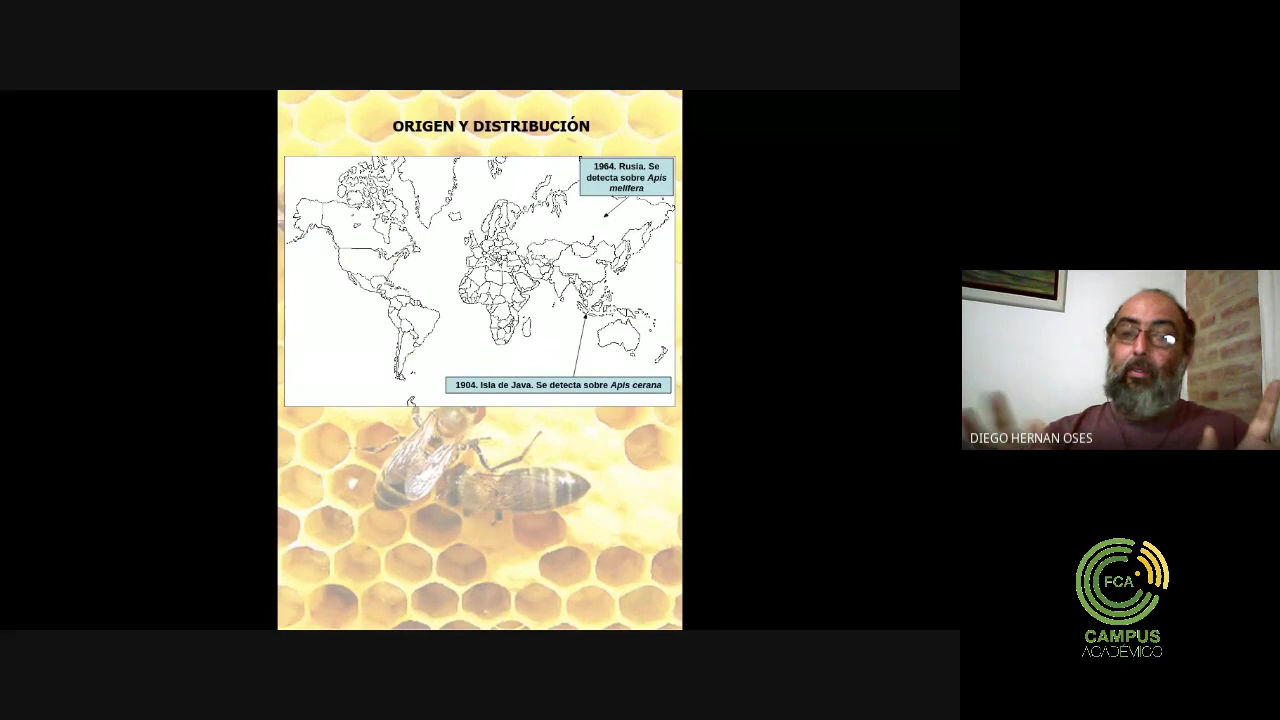 ORIGEN Y DISTRIBUCIÓN
1964. Rusia. Se
detecta sobre Apis
melifera
1904. Isla de Java. Se detecta sobre Apis cerana
DIEGO HERNAN OSES
FCA
CAMPUS
ACADÉMICO